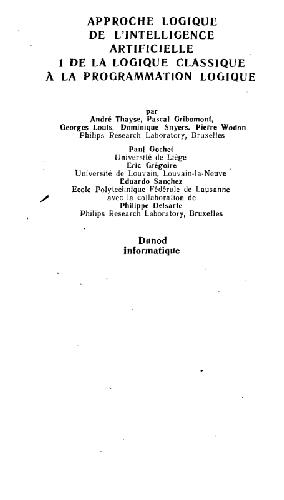 APPROCHE LOGIQUE
DE L'INTELLIGENCE
ARTIFICIELLE
1 DE LA LOGIQUE CLASSIQUE
À LA PROGRAMMATION LOGIQUE
par
André Thayse, Pascal Gribomont,
Georges Louis, Dominique Snyers, Pierre Wodon
Philips Research Laboratory, Bruxelles
Paul Gochet
Université de Liège
Eric Grégoire
Université de Louvain, Louvain-la-Neuve
Eduardo Sanchez
Ecole Polytechnique Fédérale de Lausanne
avec la collaboration de
Philippe Delsarte
Philips Research Laboratory, Bruxelles
Dunod
informatique